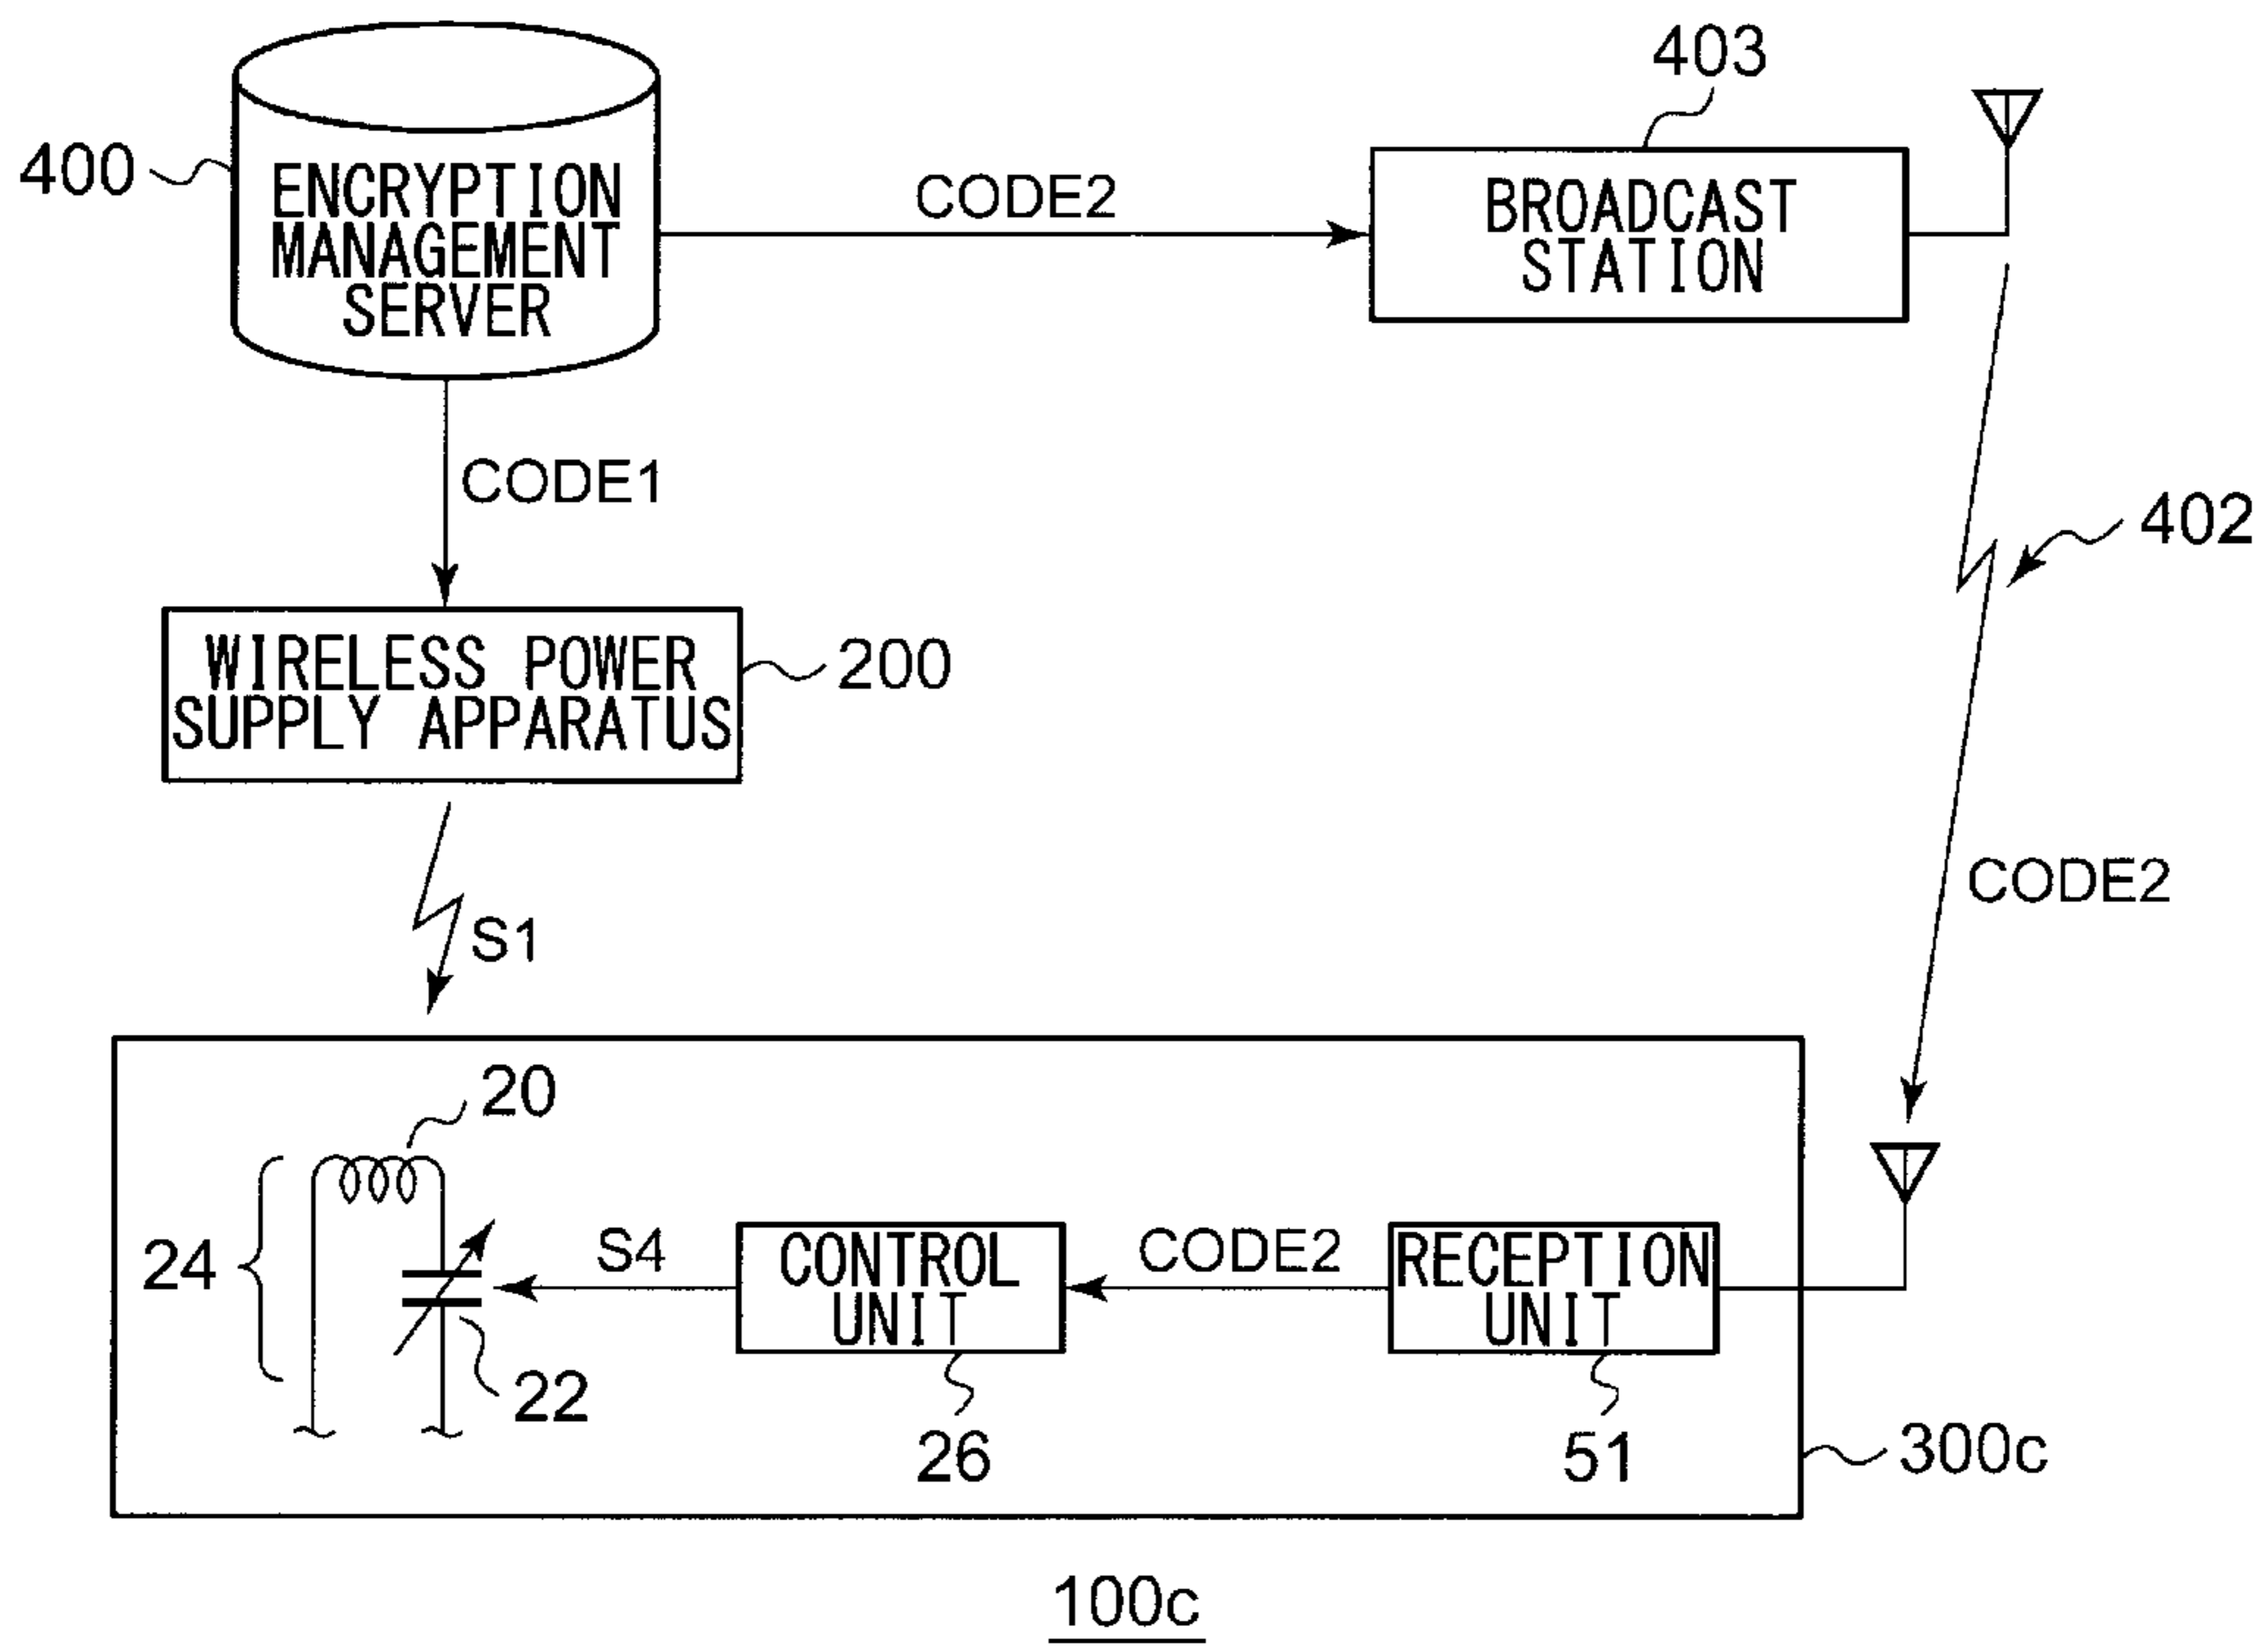 403
400
ENCRYPTION
MANAGEMENT
SERVER
CODE2
BROADCAST
STATION
CODE1
402
WIRELESS POWER
SUPPLY APPARATUS
200
CODE2
S1
20
24
S4
CONTROL
UNIT
CODE2
RECEPTION
UNIT
22
26
51
300c
100c